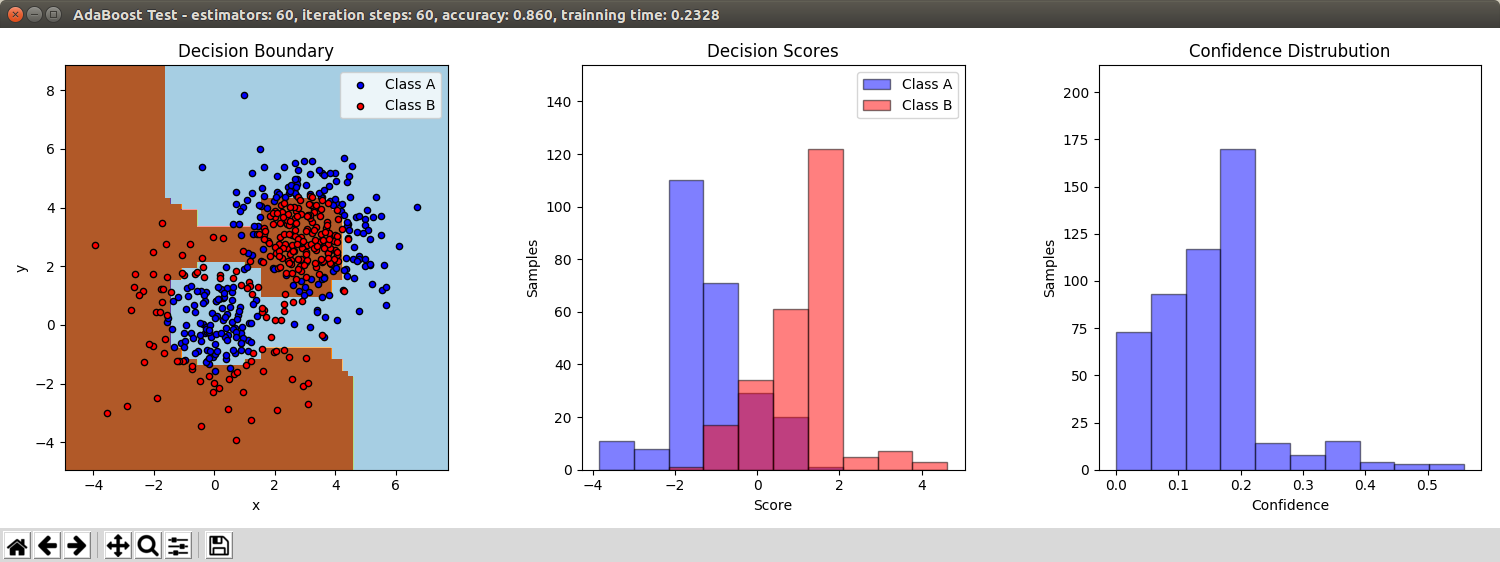 AdaBoost Test - estimators: 60, iteration steps: 60, accuracy: 0.860, trainning time: 0.2328
Decision Boundary
Class A
Class B
8
6
4
2
0
−2
−4
y
−4 −2 0 2 4 6
x
Decision Scores
Class A
Class B
140
120
100
80
60
40
20
0
Samples
−4 −2 0 2 4
Score
Confidence Distrubution
200
175
150
125
100
75
50
25
0
Samples
0.0 0.1 0.2 0.3 0.4 0.5
Confidence